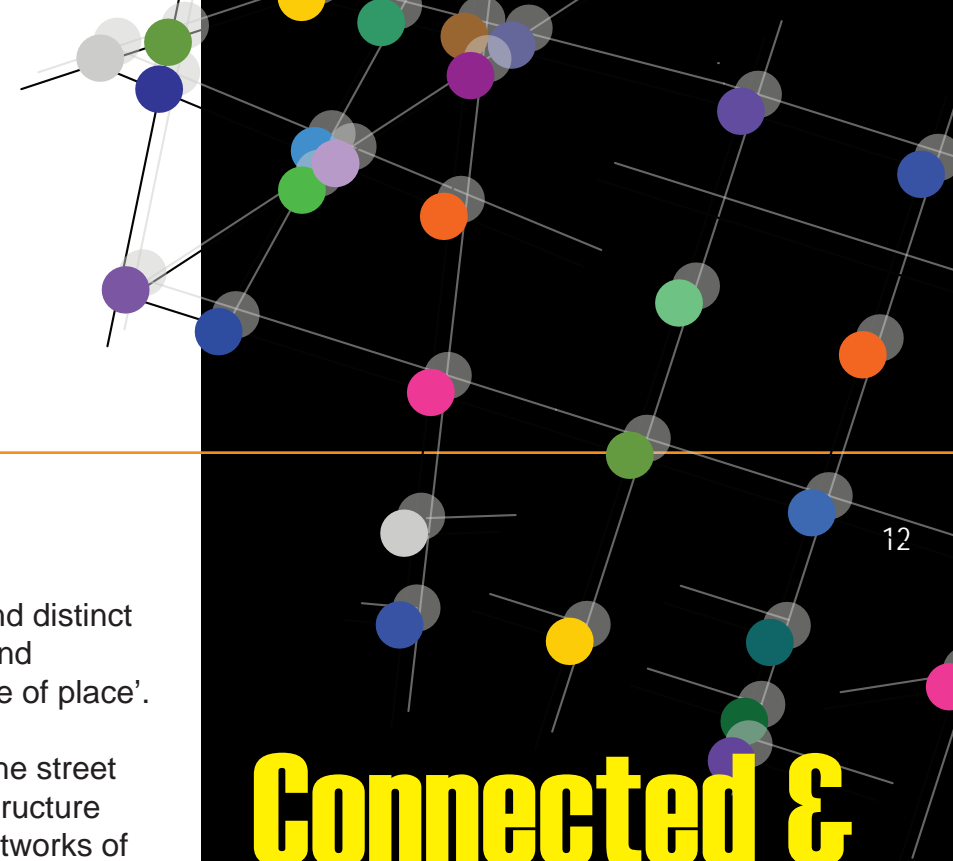 12
nd distinct
nd
e of place’.
he street
ructure
tworks of
Connected &